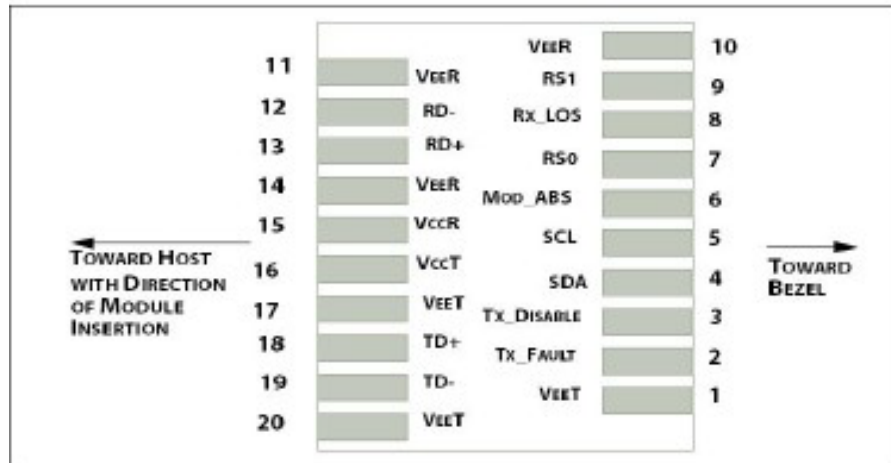 11 VEER
12 RD-
13 RD+
14 VEER
15 VCCR
16 VCCT
17 VEET
18 TD+
19 TD-
20 VEET
TOWARD HOST
WITH DIRECTION
OF MODULE
INSERTION
VEER 10
RS1 9
RX_LOS 8
RS0 7
MOD_ABS 6
SCL 5
SDA 4
TX_DISABLE 3
TX_FAULT 2
VEET 1
TOWARD
BEZEL